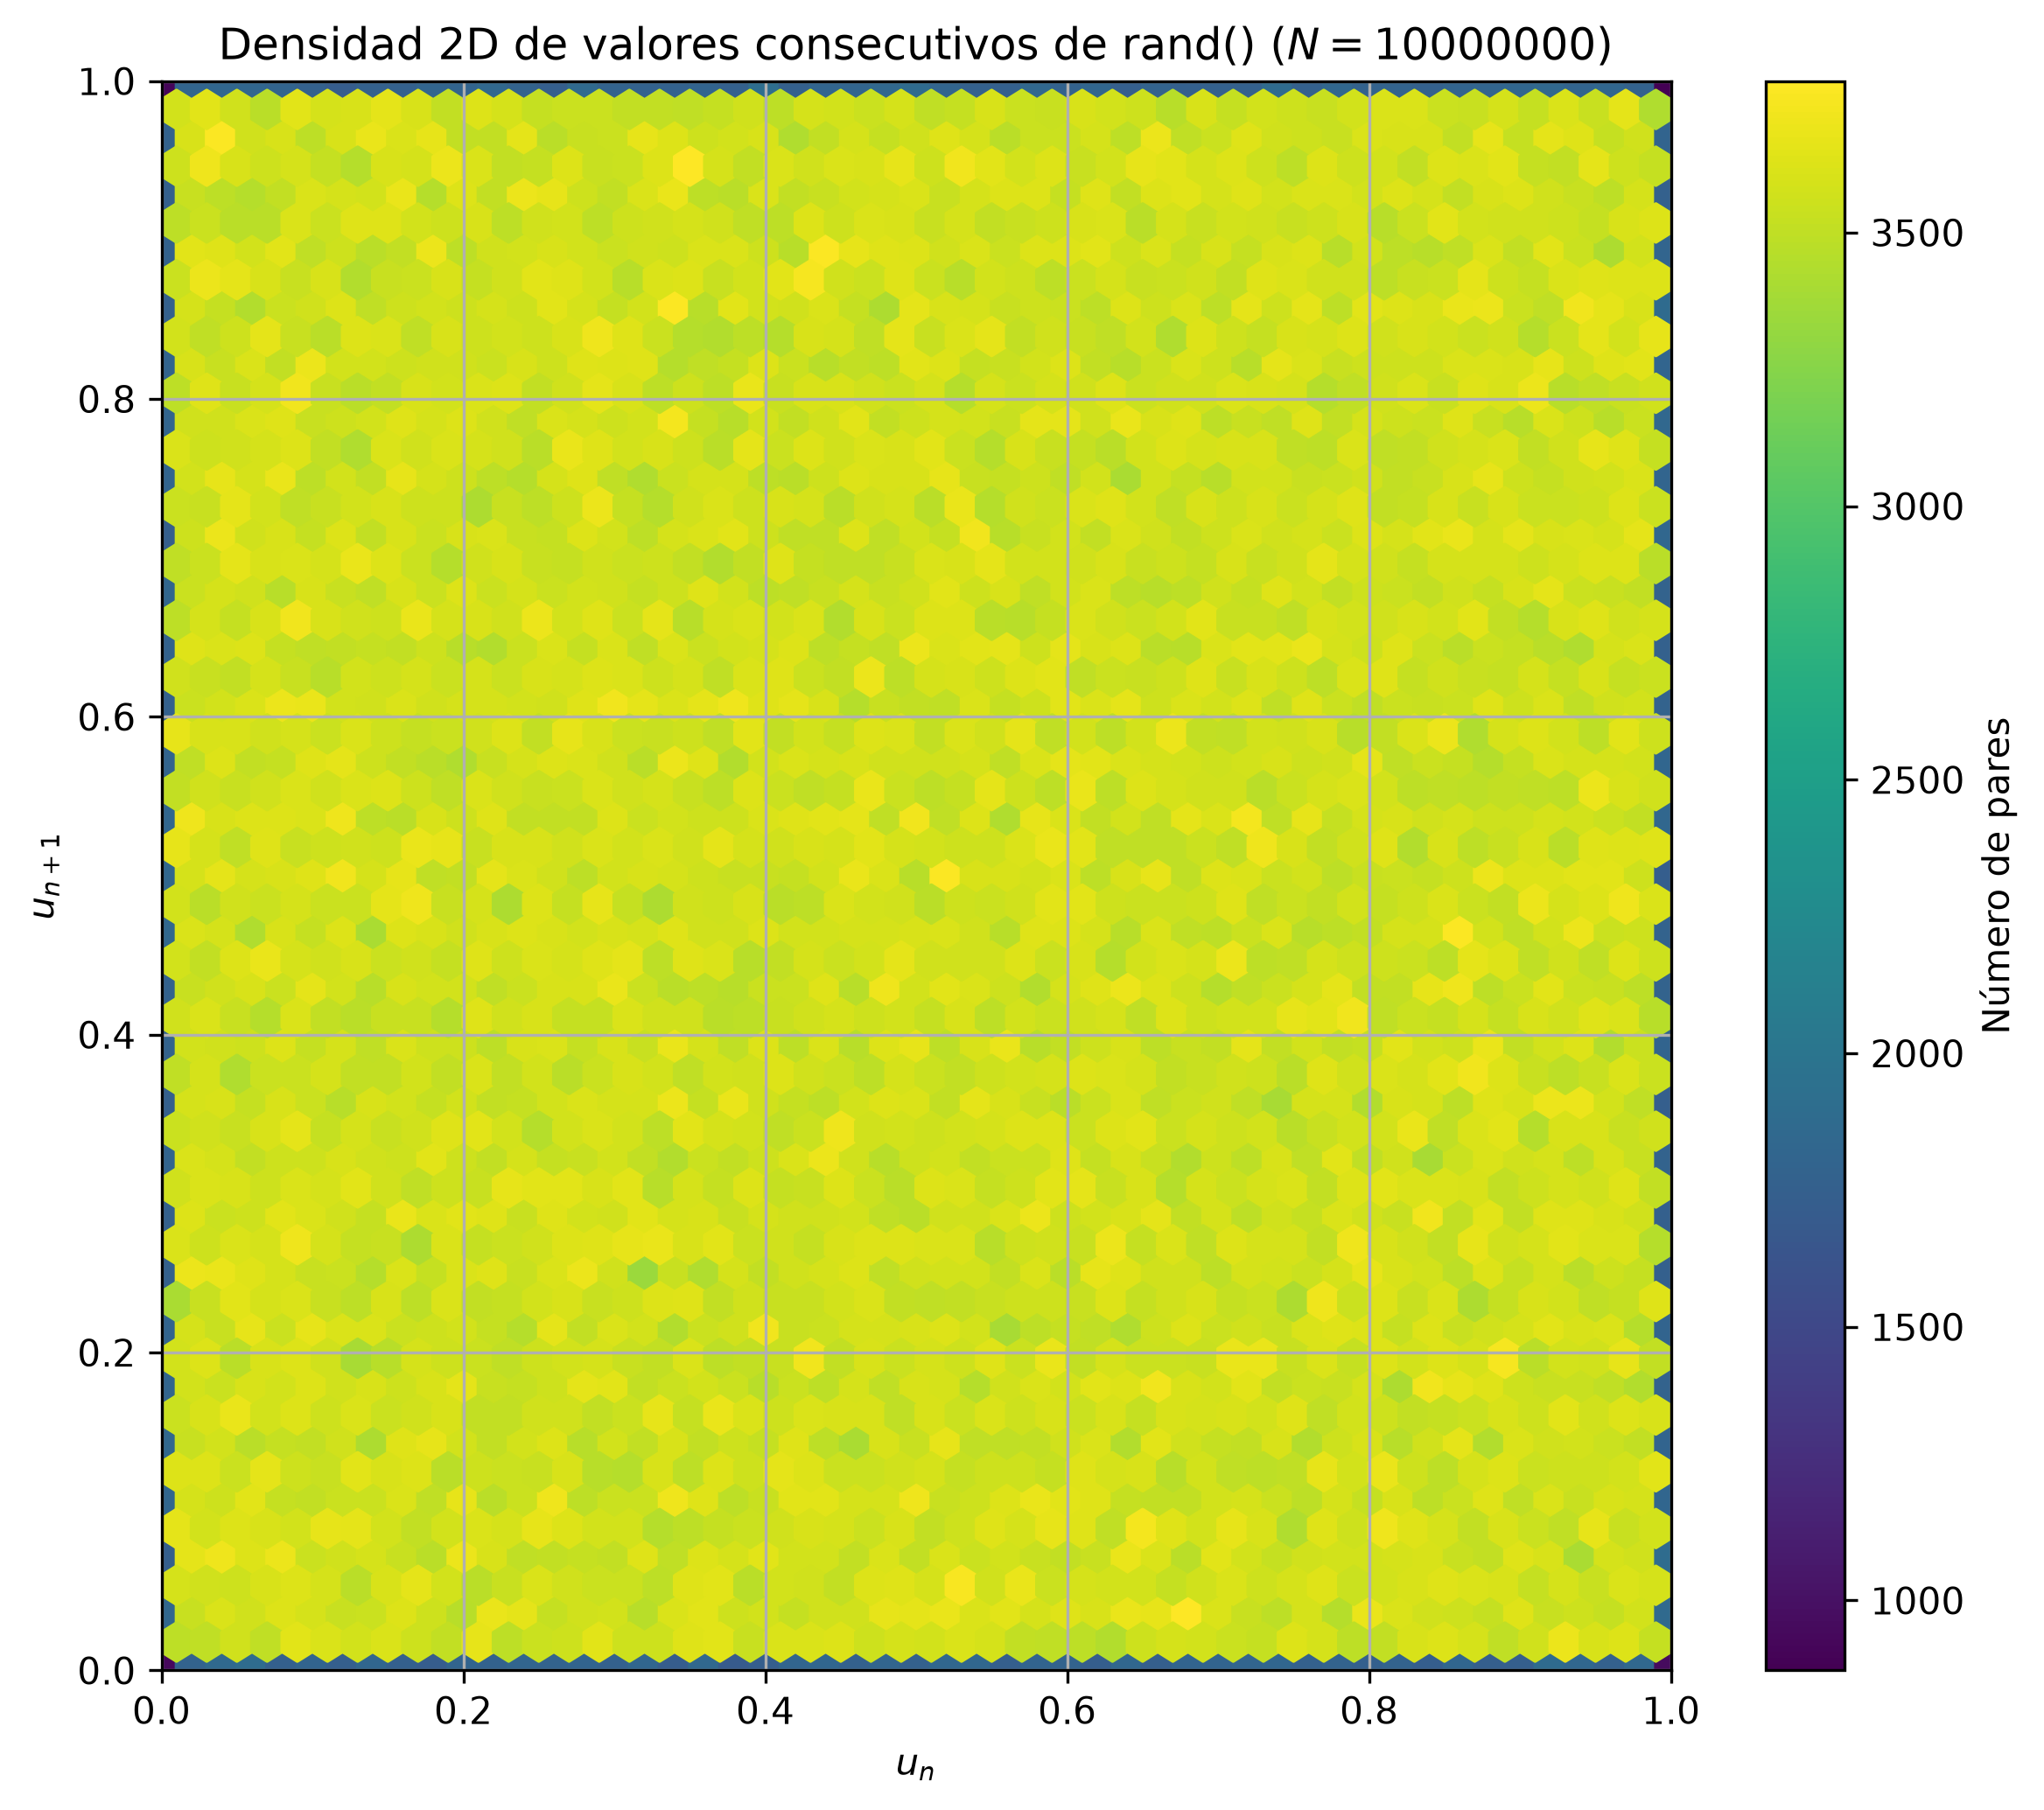 Densidad 2D de valores consecutivos de rand() (N = 10000000)
1.0
0.8
0.6
0.4
0.2
0.0
u_{n+1}
0.0 0.2 0.4 0.6 0.8 1.0
u_n
3500
3000
2500
2000
1500
1000
Número de pares